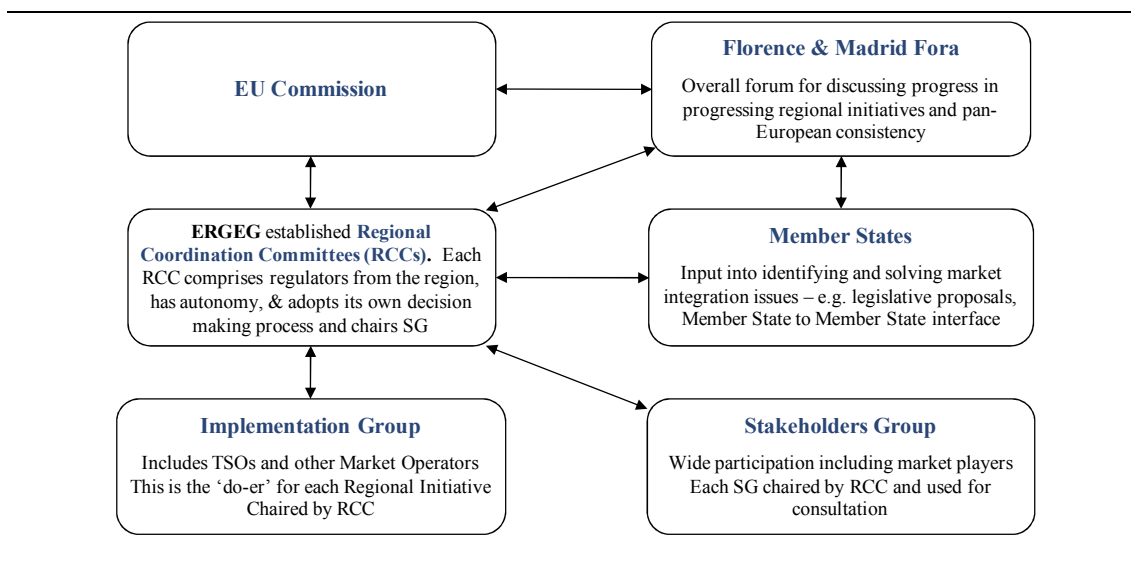 EU Commission
Florence & Madrid Fora
Overall forum for discussing progress in
progressing regional initiatives and pan-
European consistency
ERGEG established Regional
Coordination Committees (RCCs). Each
RCC comprises regulators from the region,
has autonomy, & adopts its own decision
making process and chairs SG
Member States
Input into identifying and solving market
integration issues – e.g. legislative proposals,
Member State to Member State interface
Implementation Group
Includes TSOs and other Market Operators
This is the ‘do-er’ for each Regional Initiative
Chaired by RCC
Stakeholders Group
Wide participation including market players
Each SG chaired by RCC and used for
consultation